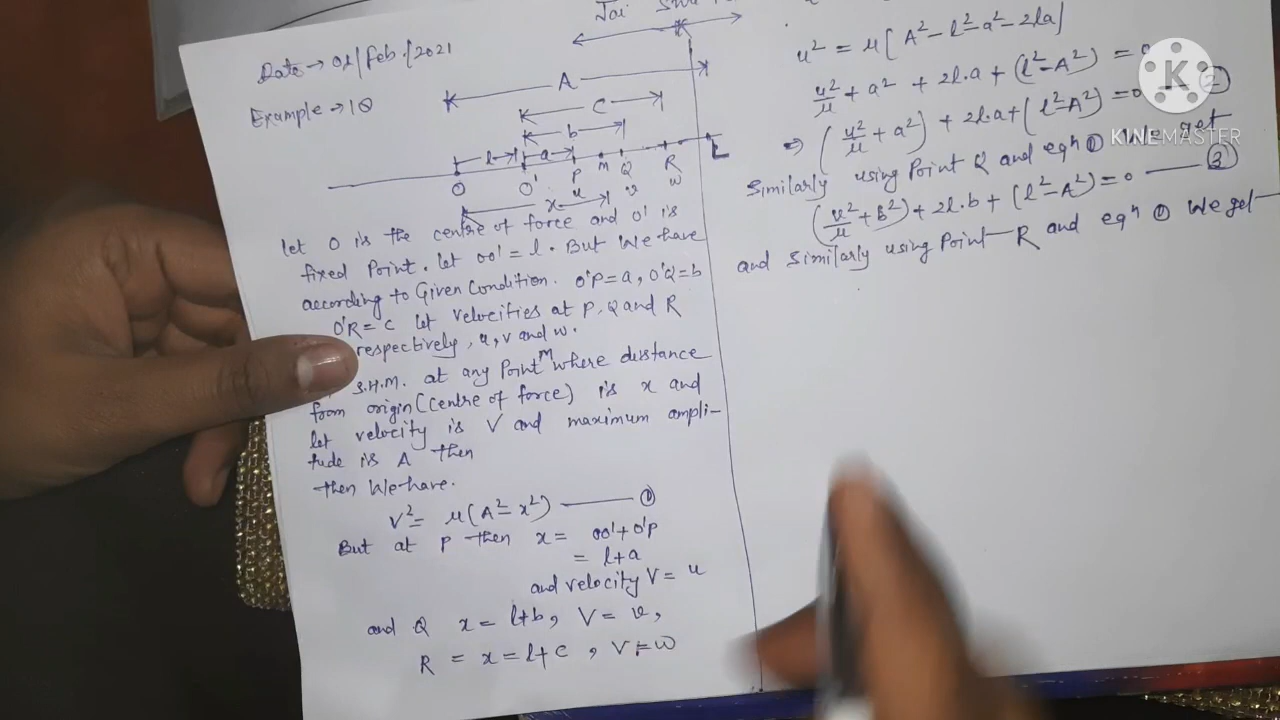 Jai
Date → 01/Feb./2021
Example → 10
A
C
b
l a
O O' P M Q R L
x u v w
let O is the centre of force and O' is
fixed Point. let OO' = l. But We have
according to Given Condition. O'P=a, O'Q=b
O'R=c let velocities at P, Q and R
respectively, u, v and w.
S.H.M. at any Point M where distance
from origin (centre of force) is x and
let velocity is V and maximum ampli-
tude is A then
then We have.
V² = μ(A² - x²) —— ①
But at P then x = OO'+O'P
= l+a
and velocity V = u
and Q x = l+b, V = v,
R = x = l+c, V = w
u² = μ[A² - l² - a² - 2la]
u²/μ + a² + 2l.a + (l² - A²) = 0
⇒ (u²/μ + a²) + 2l.a + (l² - A²) = 0 ②
Similarly using Point Q and eqⁿ ① We get
(v²/μ + b²) + 2l.b + (l² - A²) = 0 —— ③
and Similarly using Point R and eqⁿ ① We get
K
KINEMASTER